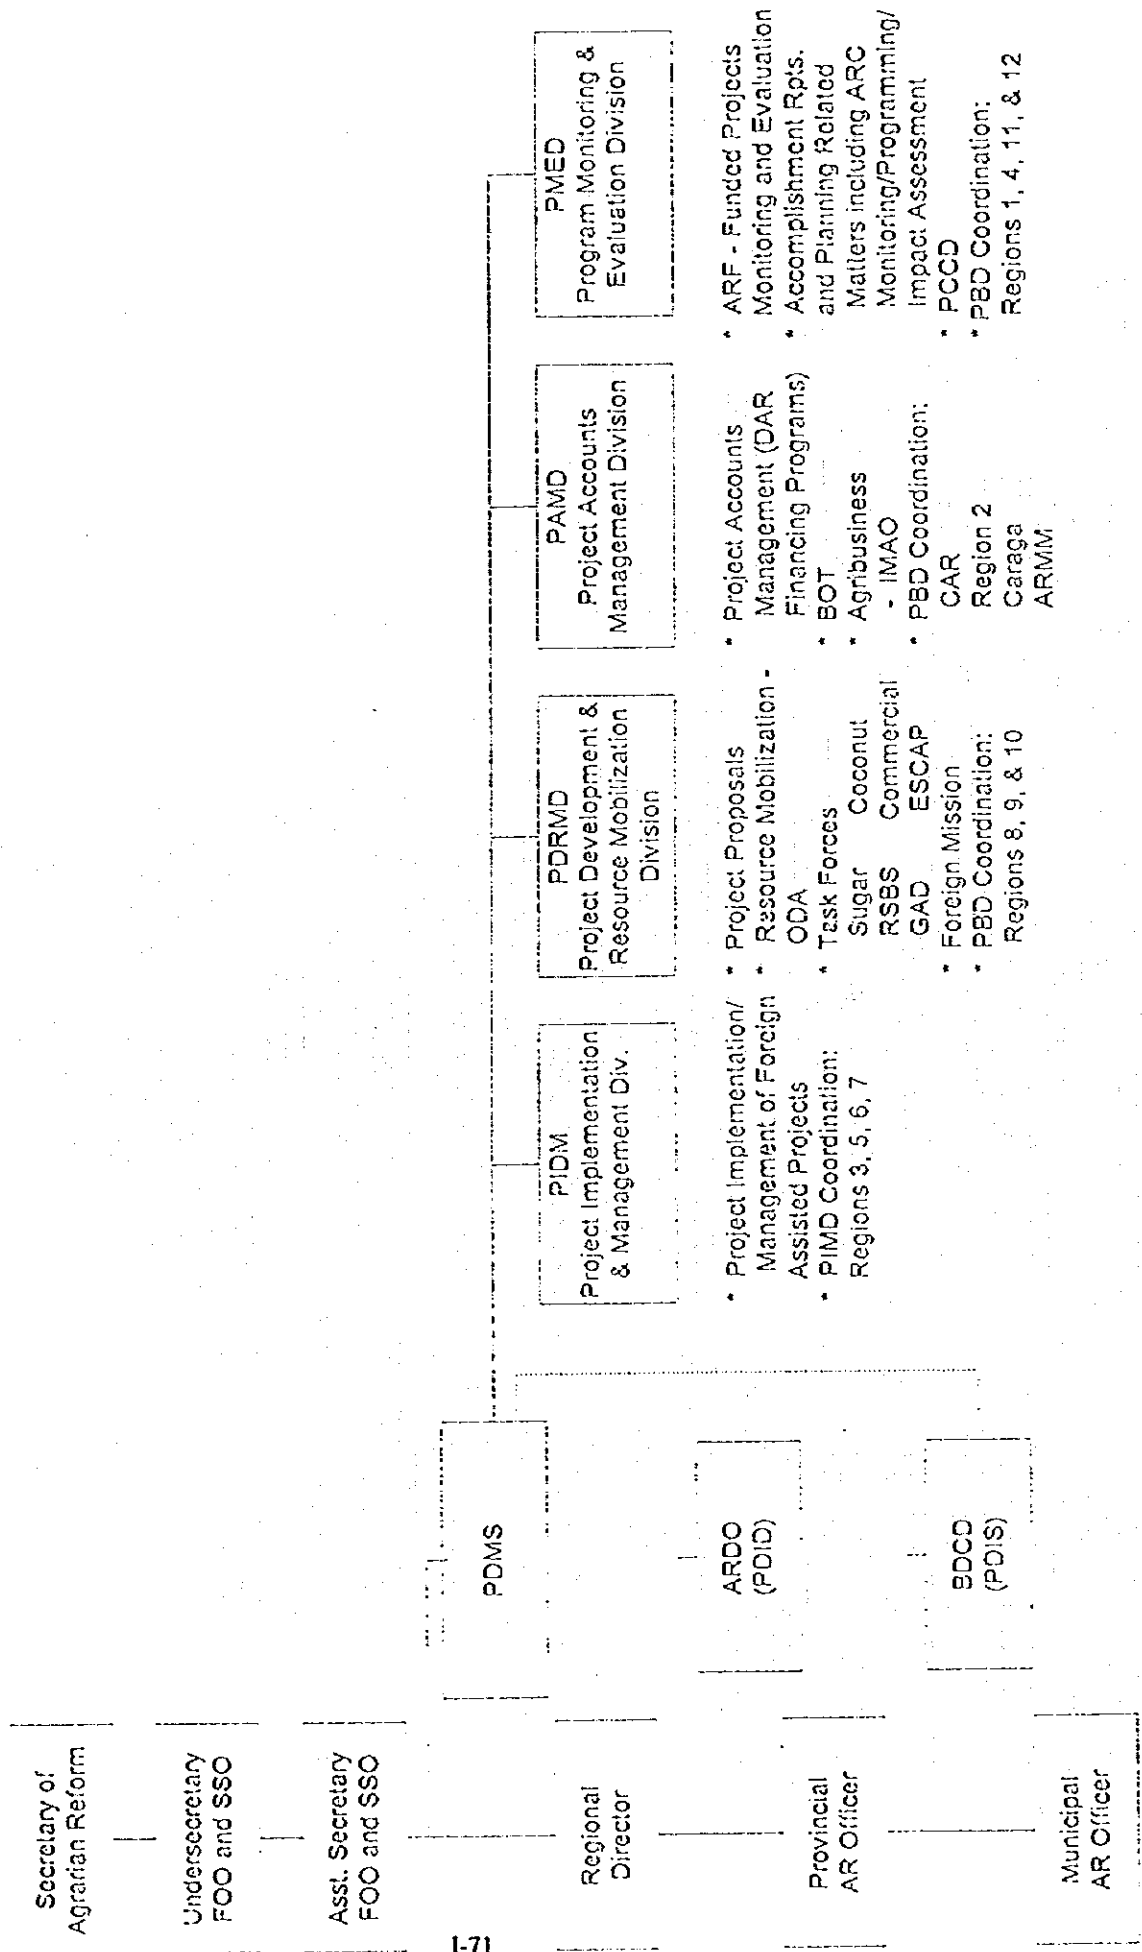 Secretary of
Agrarian Reform
Undersecretary
FOO and SSO
Asst. Secretary
FOO and SSO
Regional
Director
Provincial
AR Officer
Municipal
AR Officer
PDMS
ARDO
(PDID)
BDCD
(PDIS)
PIDM
Project Implementation
& Management Div.
* Project Implementation/
Management of Foreign
Assisted Projects
* PIMD Coordination:
Regions 3, 5, 6, 7
PDRMD
Project Development &
Resource Mobilization
Division
* Project Proposals
* Resource Mobilization -
ODA
* Task Forces
Sugar Coconut
RSBS Commercial
GAD ESCAP
* Foreign Mission
* PBD Coordination:
Regions 8, 9, & 10
PAMD
Project Accounts
Management Division
* Project Accounts
Management (DAR
Financing Programs)
* BOT
* Agribusiness
- IMAO
* PBD Coordination:
CAR
Region 2
Caraga
ARMM
PMED
Program Monitoring &
Evaluation Division
* ARF - Funded Projects
Monitoring and Evaluation
* Accomplishment Rpts.
and Planning Related
Matters including ARC
Monitoring/Programming/
Impact Assessment
* PCCD
* PBD Coordination:
Regions 1, 4, 11, & 12
I-71